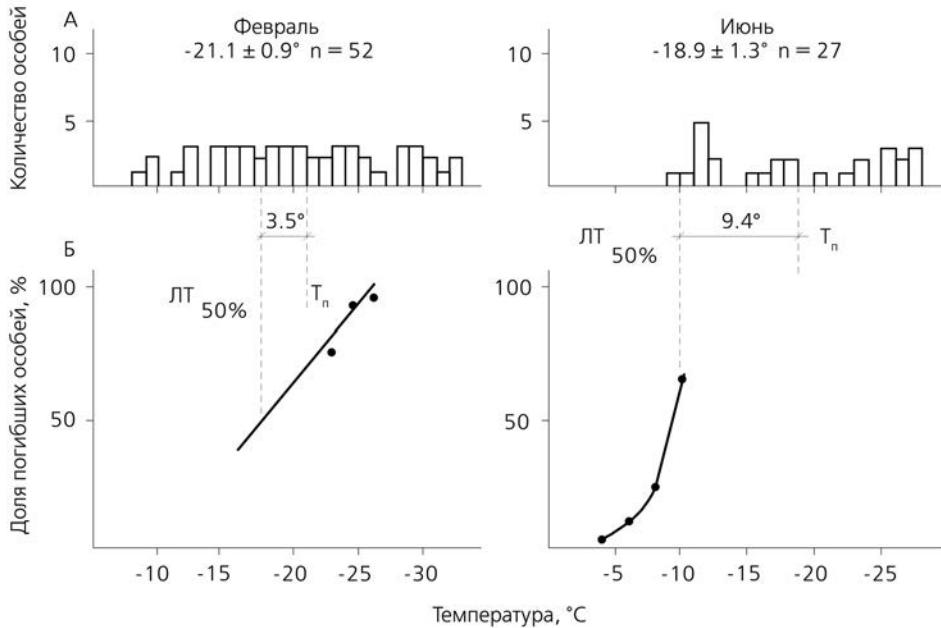 А
Количество особей
Февраль
-21.1 ± 0.9° n = 52
10
5
Июнь
-18.9 ± 1.3° n = 27
10
5
3.5°
9.4°
Б
Доля погибших особей, %
100
50
ЛТ 50%
Tп
100
50
ЛТ 50%
Tп
-10 -15 -20 -25 -30
-5 -10 -15 -20 -25
Температура, °C